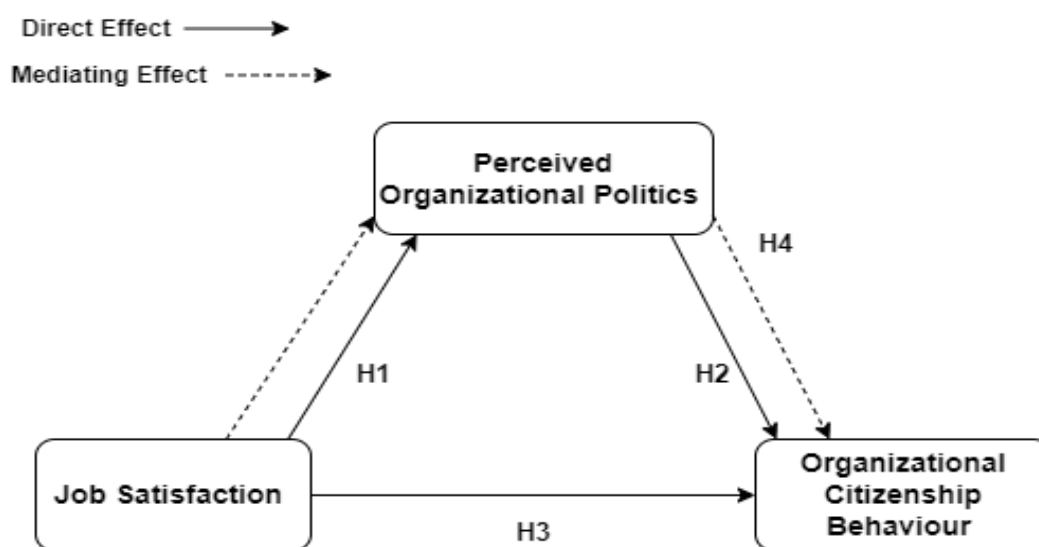 Direct Effect
Mediating Effect
Perceived
Organizational Politics
H4
H1
H2
Job Satisfaction
Organizational
Citizenship
Behaviour
H3